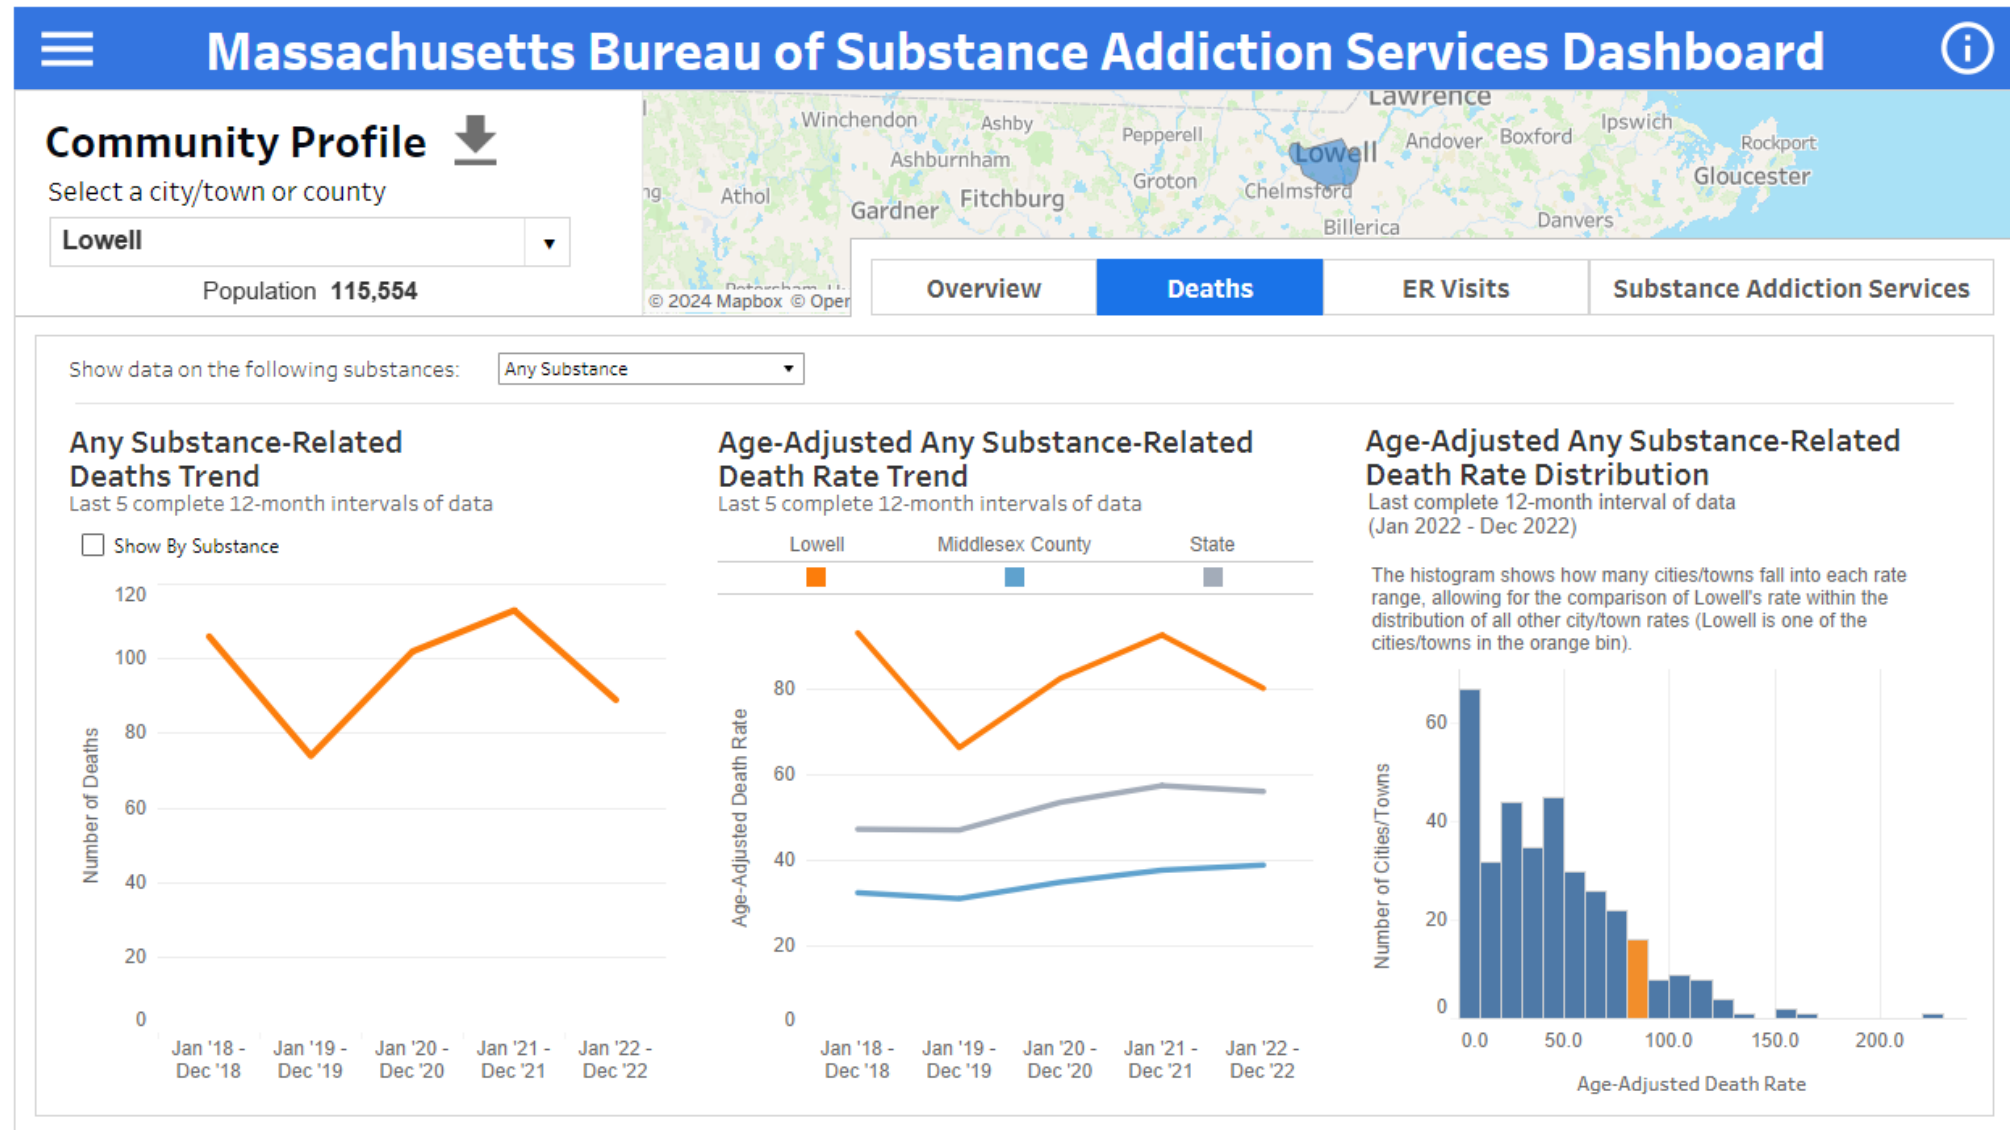 Massachusetts Bureau of Substance Addiction Services Dashboard
Community Profile
Select a city/town or county
Lowell
Population 115,554
Lawrence
Winchendon
Ashby
Pepperell
Andover
Boxford
Ipswich
Rockport
Ashburnham
Lowell
Gloucester
ng
Athol
Groton
Chelmsford
Gardner
Fitchburg
Danvers
Billerica
© 2024 Mapbox © Oper
Overview
Deaths
ER Visits
Substance Addiction Services
Show data on the following substances:
Any Substance
Any Substance-Related
Deaths Trend
Last 5 complete 12-month intervals of data
Show By Substance
120
100
80
60
40
20
0
Number of Deaths
Jan '18 - Dec '18
Jan '19 - Dec '19
Jan '20 - Dec '20
Jan '21 - Dec '21
Jan '22 - Dec '22
Age-Adjusted Any Substance-Related
Death Rate Trend
Last 5 complete 12-month intervals of data
Lowell
Middlesex County
State
80
60
40
20
0
Age-Adjusted Death Rate
Jan '18 - Dec '18
Jan '19 - Dec '19
Jan '20 - Dec '20
Jan '21 - Dec '21
Jan '22 - Dec '22
Age-Adjusted Any Substance-Related
Death Rate Distribution
Last complete 12-month interval of data
(Jan 2022 - Dec 2022)
The histogram shows how many cities/towns fall into each rate
range, allowing for the comparison of Lowell's rate within the
distribution of all other city/town rates (Lowell is one of the
cities/towns in the orange bin).
60
40
20
0
Number of Cities/Towns
0.0
50.0
100.0
150.0
200.0
Age-Adjusted Death Rate